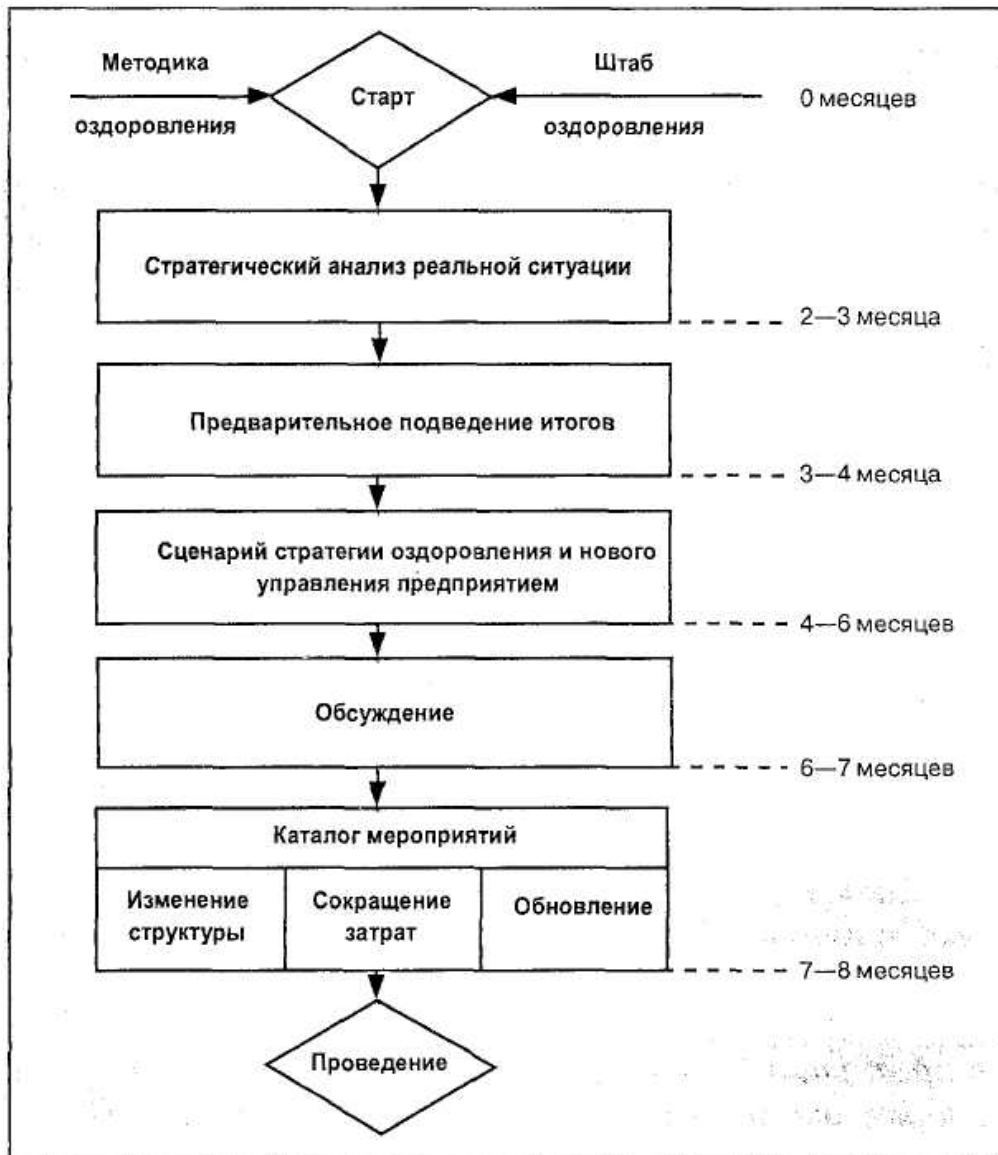 Методика
Штаб
Старт
0 месяцев
оздоровления
оздоровления
Стратегический анализ реальной ситуации
2—3 месяца
Предварительное подведение итогов
3—4 месяца
Сценарий стратегии оздоровления и нового
управления предприятием
4—6 месяцев
Обсуждение
6—7 месяцев
Каталог мероприятий
Изменение
структуры
Сокращение
затрат
Обновление
7—8 месяцев
Проведение